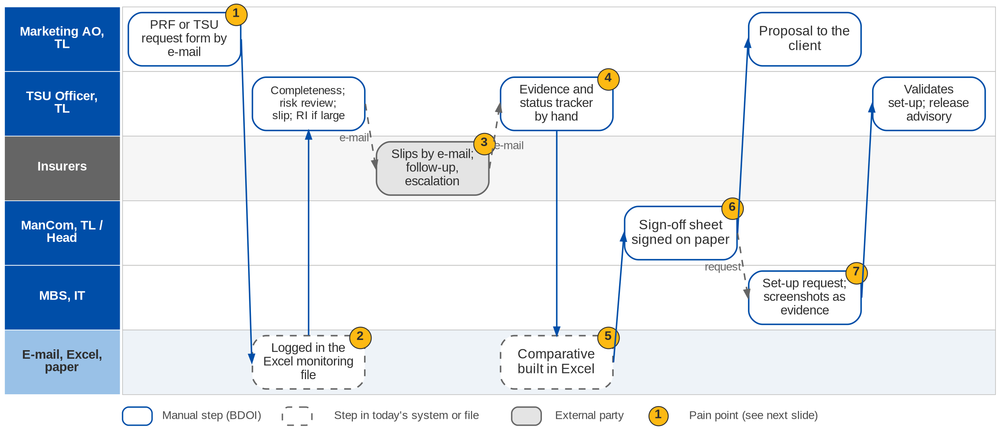 Marketing AO,
TL
1
PRF or TSU
request form by
e-mail
Proposal to the
client
TSU Officer,
TL
Completeness;
risk review;
slip; RI if large
4
Evidence and
status tracker
by hand
Validates
set-up; release
advisory
e-mail
e-mail
Insurers
3
Slips by e-mail;
follow-up,
escalation
ManCom, TL /
Head
6
Sign-off sheet
signed on paper
request
MBS, IT
7
Set-up request;
screenshots as
evidence
E-mail, Excel,
paper
2
Logged in the
Excel monitoring
file
5
Comparative
built in Excel
Manual step (BDOI)
Step in today's system or file
External party
1
Pain point (see next slide)